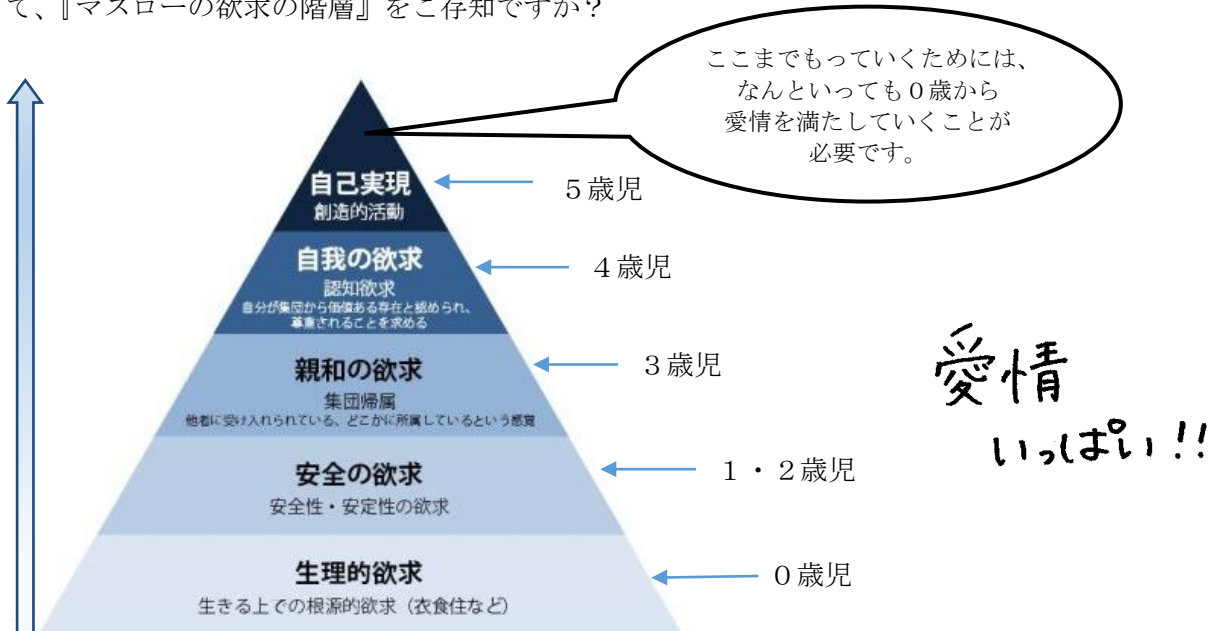 て、『マズローの欲求の階層』をご存知ですか？
ここまでもっていくためには、
なんといっても０歳から
愛情を満たしていくことが
必要です。
自己実現
創造的活動
５歳児
自我の欲求
認知欲求
自分が集団から価値ある存在と認められ、
尊重されることを求める
４歳児
親和の欲求
集団帰属
他者に受け入れられている、どこかに所属しているという感覚
３歳児
愛情
いっぱい!!
安全の欲求
安全性・安定性の欲求
１・２歳児
生理的欲求
生きる上での根源的欲求（衣食住など）
０歳児